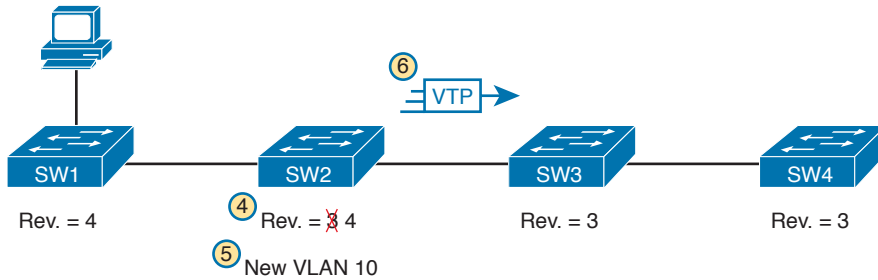 6
VTP
SW1
SW2
SW3
SW4
Rev. = 4
4 Rev. = 3 4
Rev. = 3
Rev. = 3
5 New VLAN 10